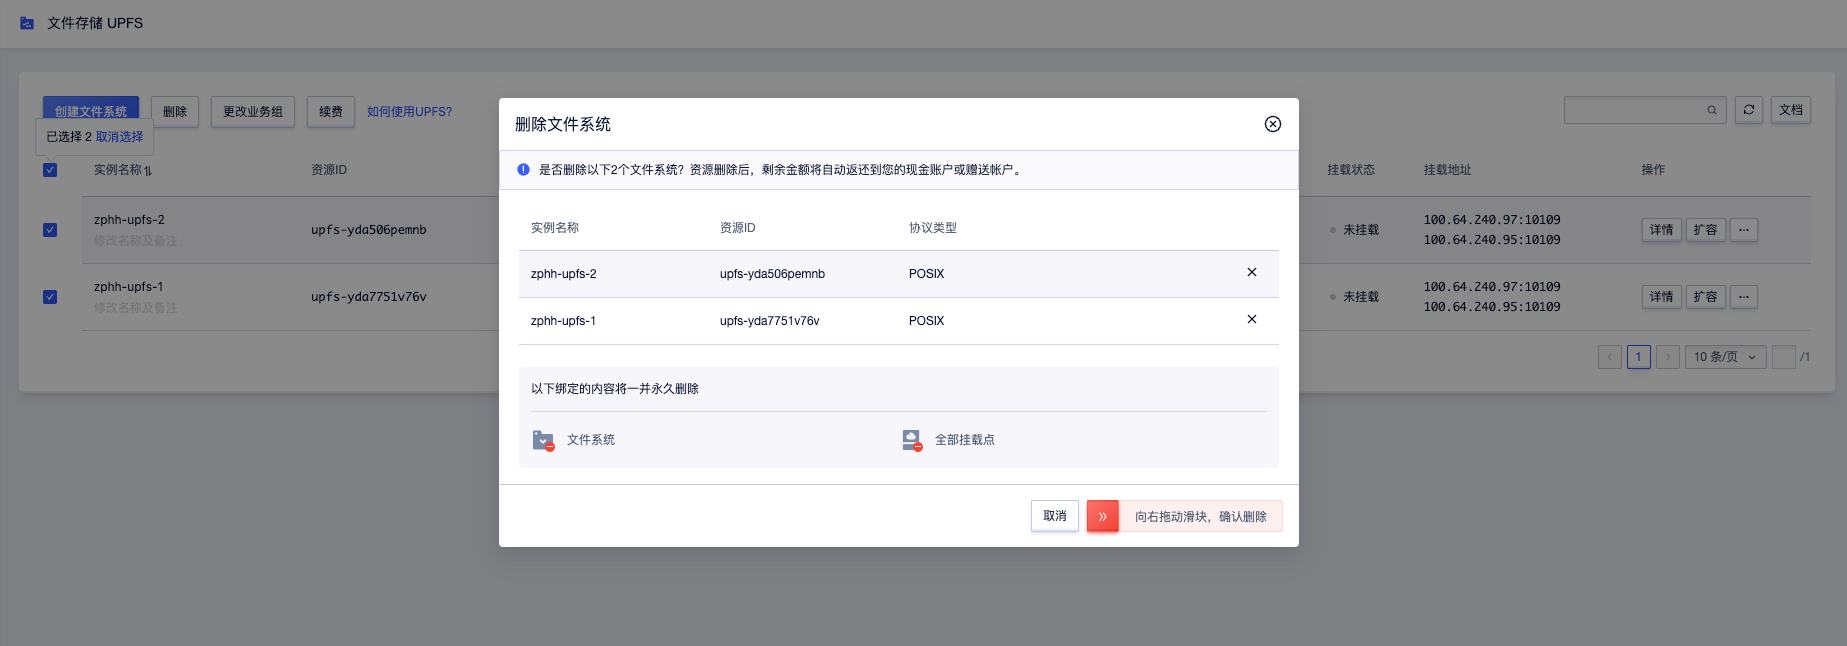 文件存储 UPFS
创建文件系统 删除 更改业务组 续费 如何使用UPFS? 文档
已选择 2 取消选择
实例名称 资源ID 挂载状态 挂载地址 操作
zphh-upfs-2
修改名称及备注
upfs-yda506pemnb 未挂载
100.64.240.97:10109
100.64.240.95:10109
详情 扩容 ...
zphh-upfs-1
修改名称及备注
upfs-yda7751v76v 未挂载
100.64.240.97:10109
100.64.240.95:10109
详情 扩容 ...
1 10 条/页 /1
删除文件系统
是否删除以下2个文件系统？资源删除后，剩余金额将自动返还到您的现金账户或赠送帐户。
实例名称 资源ID 协议类型
zphh-upfs-2 upfs-yda506pemnb POSIX
zphh-upfs-1 upfs-yda7751v76v POSIX
以下绑定的内容将一并永久删除
文件系统 全部挂载点
取消 向右拖动滑块，确认删除